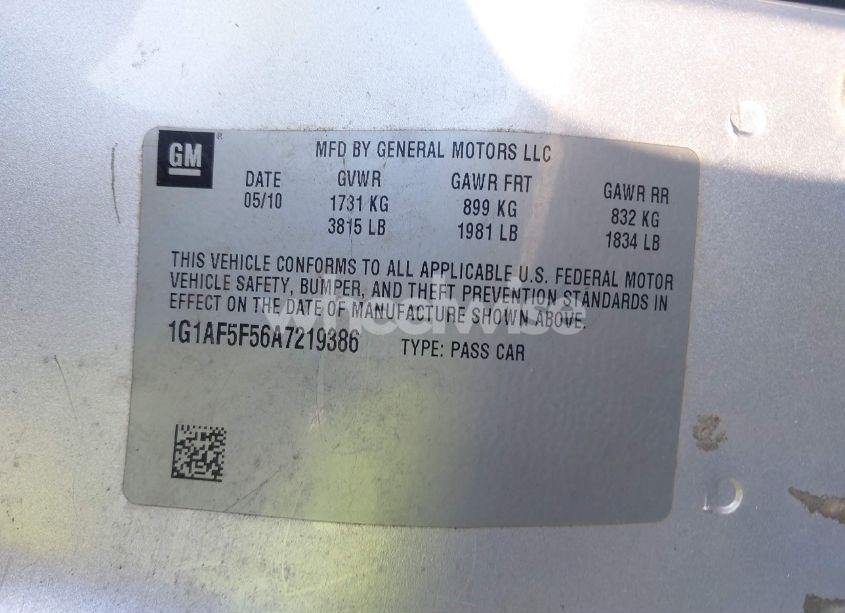 GM ®
MFD BY GENERAL MOTORS LLC
DATE GVWR GAWR FRT GAWR RR
05/10 1731 KG 899 KG 832 KG
3815 LB 1981 LB 1834 LB
THIS VEHICLE CONFORMS TO ALL APPLICABLE U.S. FEDERAL MOTOR
VEHICLE SAFETY, BUMPER, AND THEFT PREVENTION STANDARDS IN
EFFECT ON THE DATE OF MANUFACTURE SHOWN ABOVE.
1G1AF5F56A7219386 TYPE: PASS CAR
wheelwise